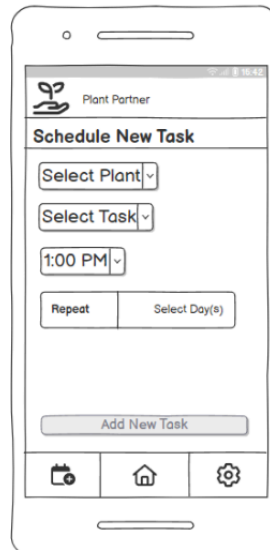 16:42
Plant Partner
Schedule New Task
Select Plant
Select Task
1:00 PM
Repeat Select Day(s)
Add New Task